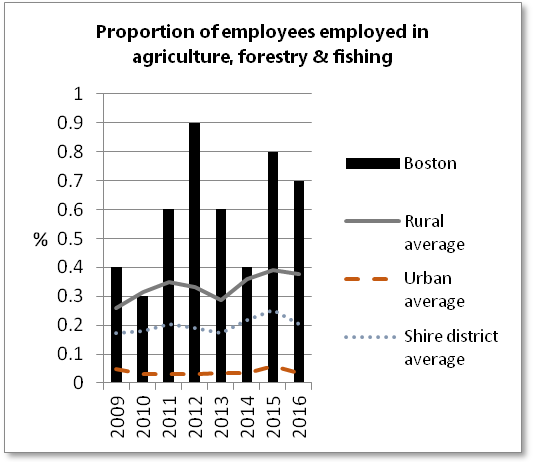 Proportion of employees employed in
agriculture, forestry & fishing
1
0.9
0.8
0.7
0.6
0.5
0.4
0.3
0.2
0.1
0
%
2009
2010
2011
2012
2013
2014
2015
2016
Boston
Rural
average
Urban
average
Shire district
average